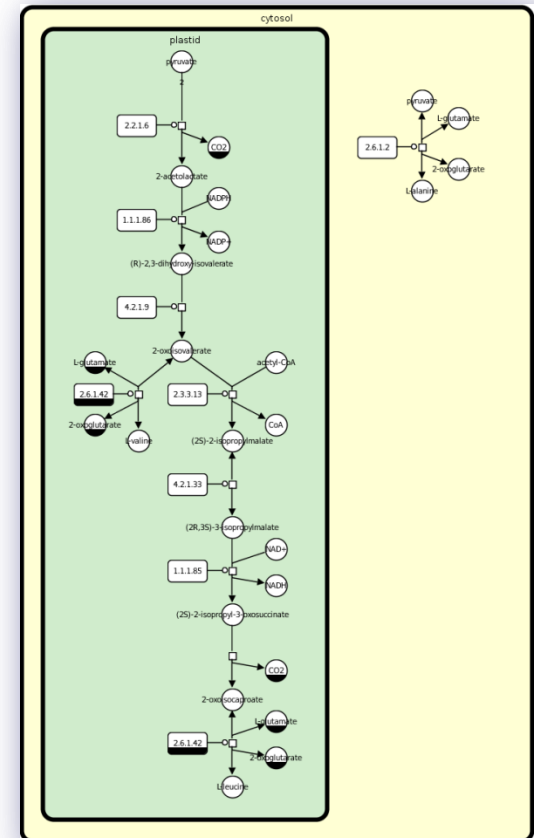 cytosol
plastid
pyruvate
2
2.2.1.6
CO2
2-acetolactate
NADPH
1.1.1.86
NADP+
(R)-2,3-dihydroxy-isovalerate
4.2.1.9
2-oxoisovalerate
L-glutamate
acetyl-CoA
2.6.1.42
2.3.3.13
2-oxoglutarate
CoA
L-valine
(2S)-2-isopropylmalate
4.2.1.33
(2R,3S)-3-isopropylmalate
NAD+
1.1.1.85
NADH
(2S)-2-isopropyl-3-oxosuccinate
CO2
2-oxoisocaproate
L-glutamate
2.6.1.42
2-oxoglutarate
L-leucine
pyruvate
L-glutamate
2.6.1.2
2-oxoglutarate
L-alanine